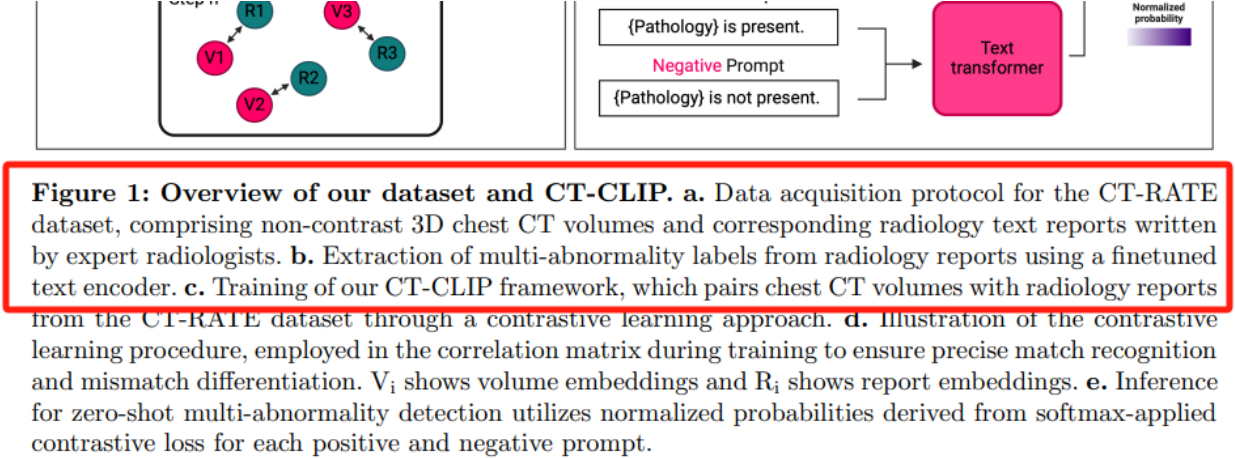 Step n
R1
V3
V1
R3
R2
V2
{Pathology} is present.
Negative Prompt
{Pathology} is not present.
Text
transformer
Normalized
probability
Figure 1: Overview of our dataset and CT-CLIP. a. Data acquisition protocol for the CT-RATE
dataset, comprising non-contrast 3D chest CT volumes and corresponding radiology text reports written
by expert radiologists. b. Extraction of multi-abnormality labels from radiology reports using a finetuned
text encoder. c. Training of our CT-CLIP framework, which pairs chest CT volumes with radiology reports
from the CT-RATE dataset through a contrastive learning approach. d. Illustration of the contrastive
learning procedure, employed in the correlation matrix during training to ensure precise match recognition
and mismatch differentiation. Vi shows volume embeddings and Ri shows report embeddings. e. Inference
for zero-shot multi-abnormality detection utilizes normalized probabilities derived from softmax-applied
contrastive loss for each positive and negative prompt.